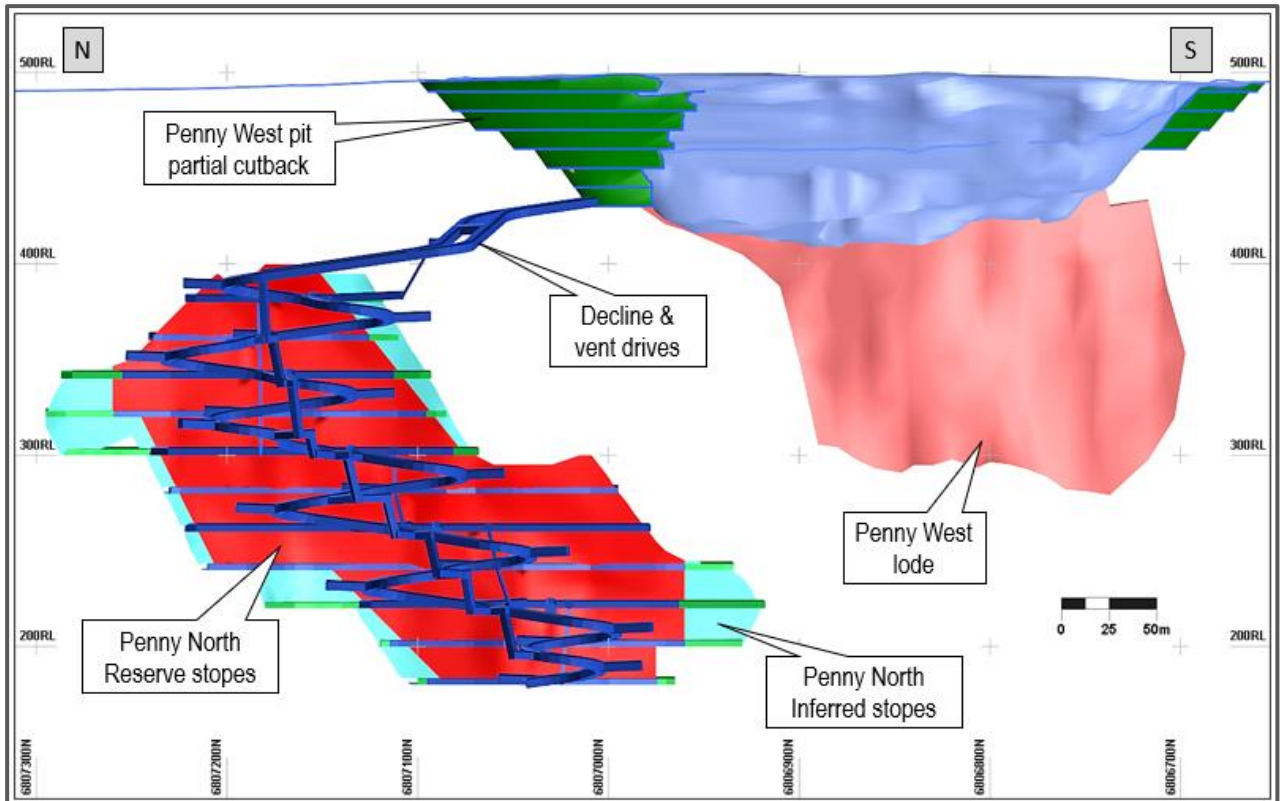 N
S
500RL
500RL
Penny West pit
partial cutback
400RL
400RL
Decline &
vent drives
300RL
300RL
Penny West
lode
0 25 50m
200RL
200RL
Penny North
Reserve stopes
Penny North
Inferred stopes
6807300N
6807200N
6807100N
6807000N
6806900N
6806800N
6806700N